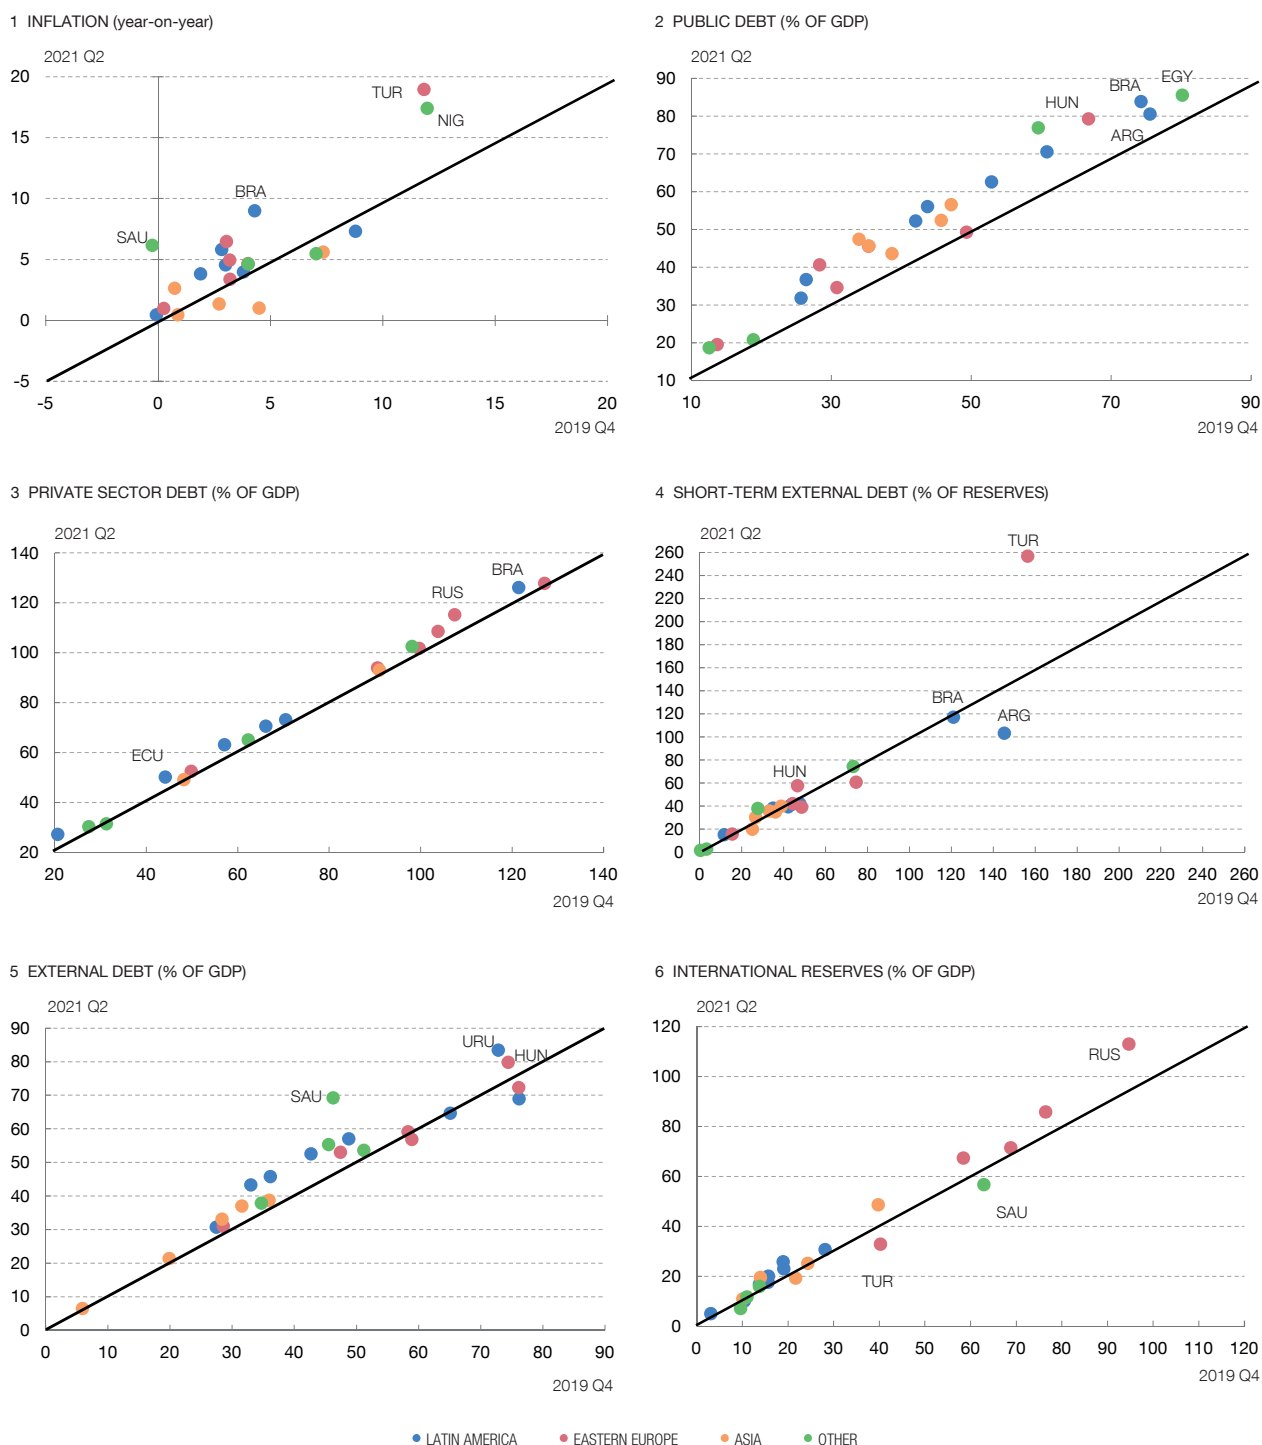 1 INFLATION (year-on-year)
2021 Q2
20
15
10
5
0
-5
-5 0 5 10 15 20
2019 Q4
TUR
NIG
BRA
SAU
2 PUBLIC DEBT (% OF GDP)
2021 Q2
90
80
70
60
50
40
30
20
10
10 30 50 70 90
2019 Q4
EGY
BRA
HUN
ARG
3 PRIVATE SECTOR DEBT (% OF GDP)
2021 Q2
140
120
100
80
60
40
20
20 40 60 80 100 120 140
2019 Q4
BRA
RUS
ECU
4 SHORT-TERM EXTERNAL DEBT (% OF RESERVES)
2021 Q2
260
240
220
200
180
160
140
120
100
80
60
40
20
0
0 20 40 60 80 100 120 140 160 180 200 220 240 260
2019 Q4
TUR
BRA
ARG
HUN
5 EXTERNAL DEBT (% OF GDP)
2021 Q2
90
80
70
60
50
40
30
20
10
0
0 10 20 30 40 50 60 70 80 90
2019 Q4
URU
HUN
SAU
6 INTERNATIONAL RESERVES (% OF GDP)
2021 Q2
120
100
80
60
40
20
0
0 10 20 30 40 50 60 70 80 90 100 110 120
2019 Q4
RUS
SAU
TUR
LATIN AMERICA EASTERN EUROPE ASIA OTHER